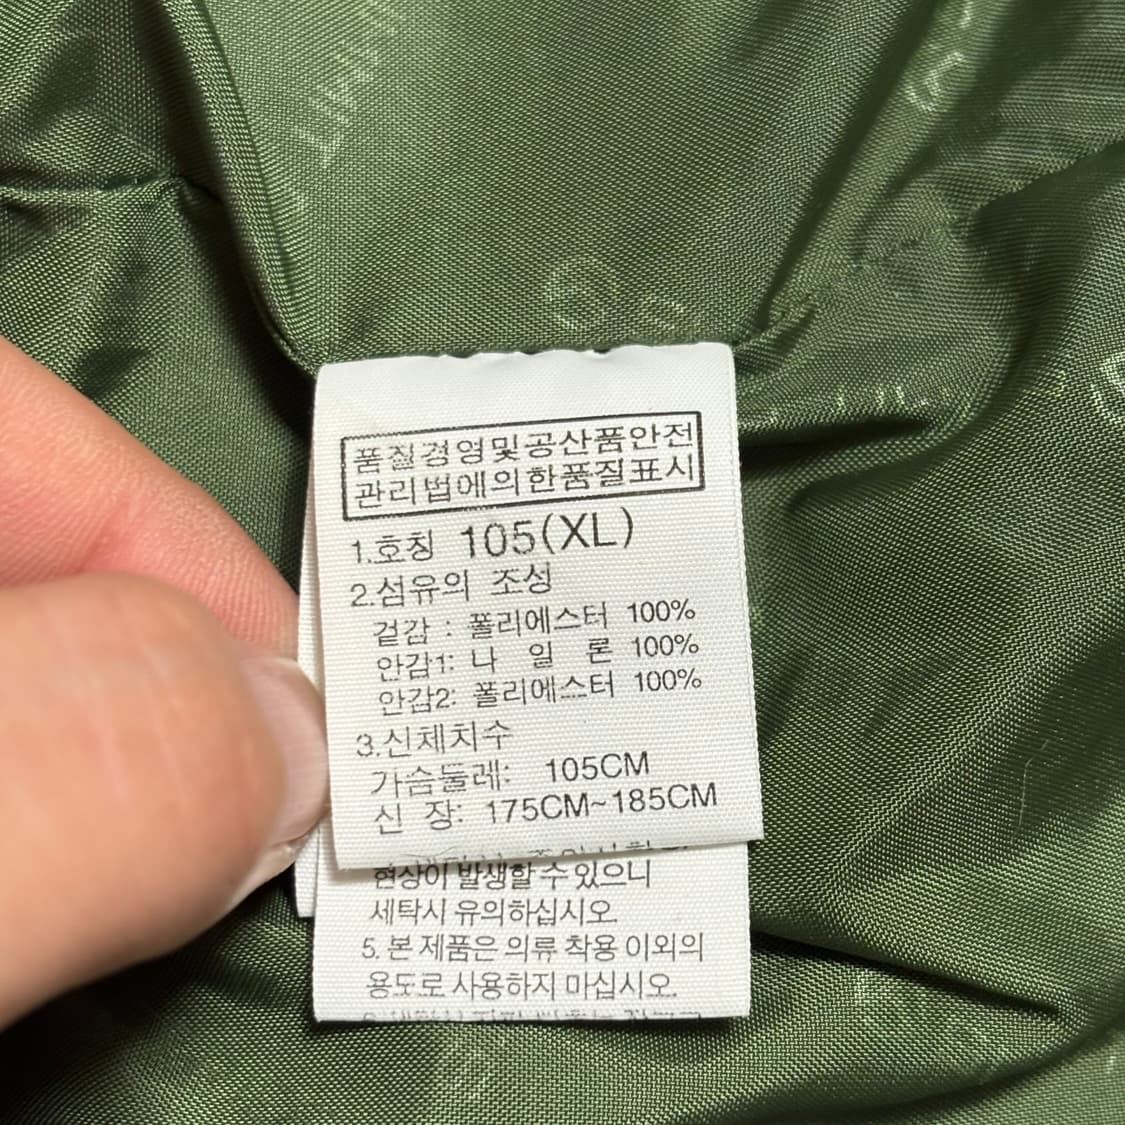 품질경영및공산품안전
관리법에의한품질표시
1.호칭 105(XL)
2.섬유의 조성
겉감 : 폴리에스터 100%
안감1: 나 일 론 100%
안감2: 폴리에스터 100%
3.신체치수
가슴둘레: 105CM
신 장: 175CM~185CM
현상이 발생할 수 있으니
세탁시 유의하십시오.
5. 본 제품은 의류 착용 이외의
용도로 사용하지 마십시오.